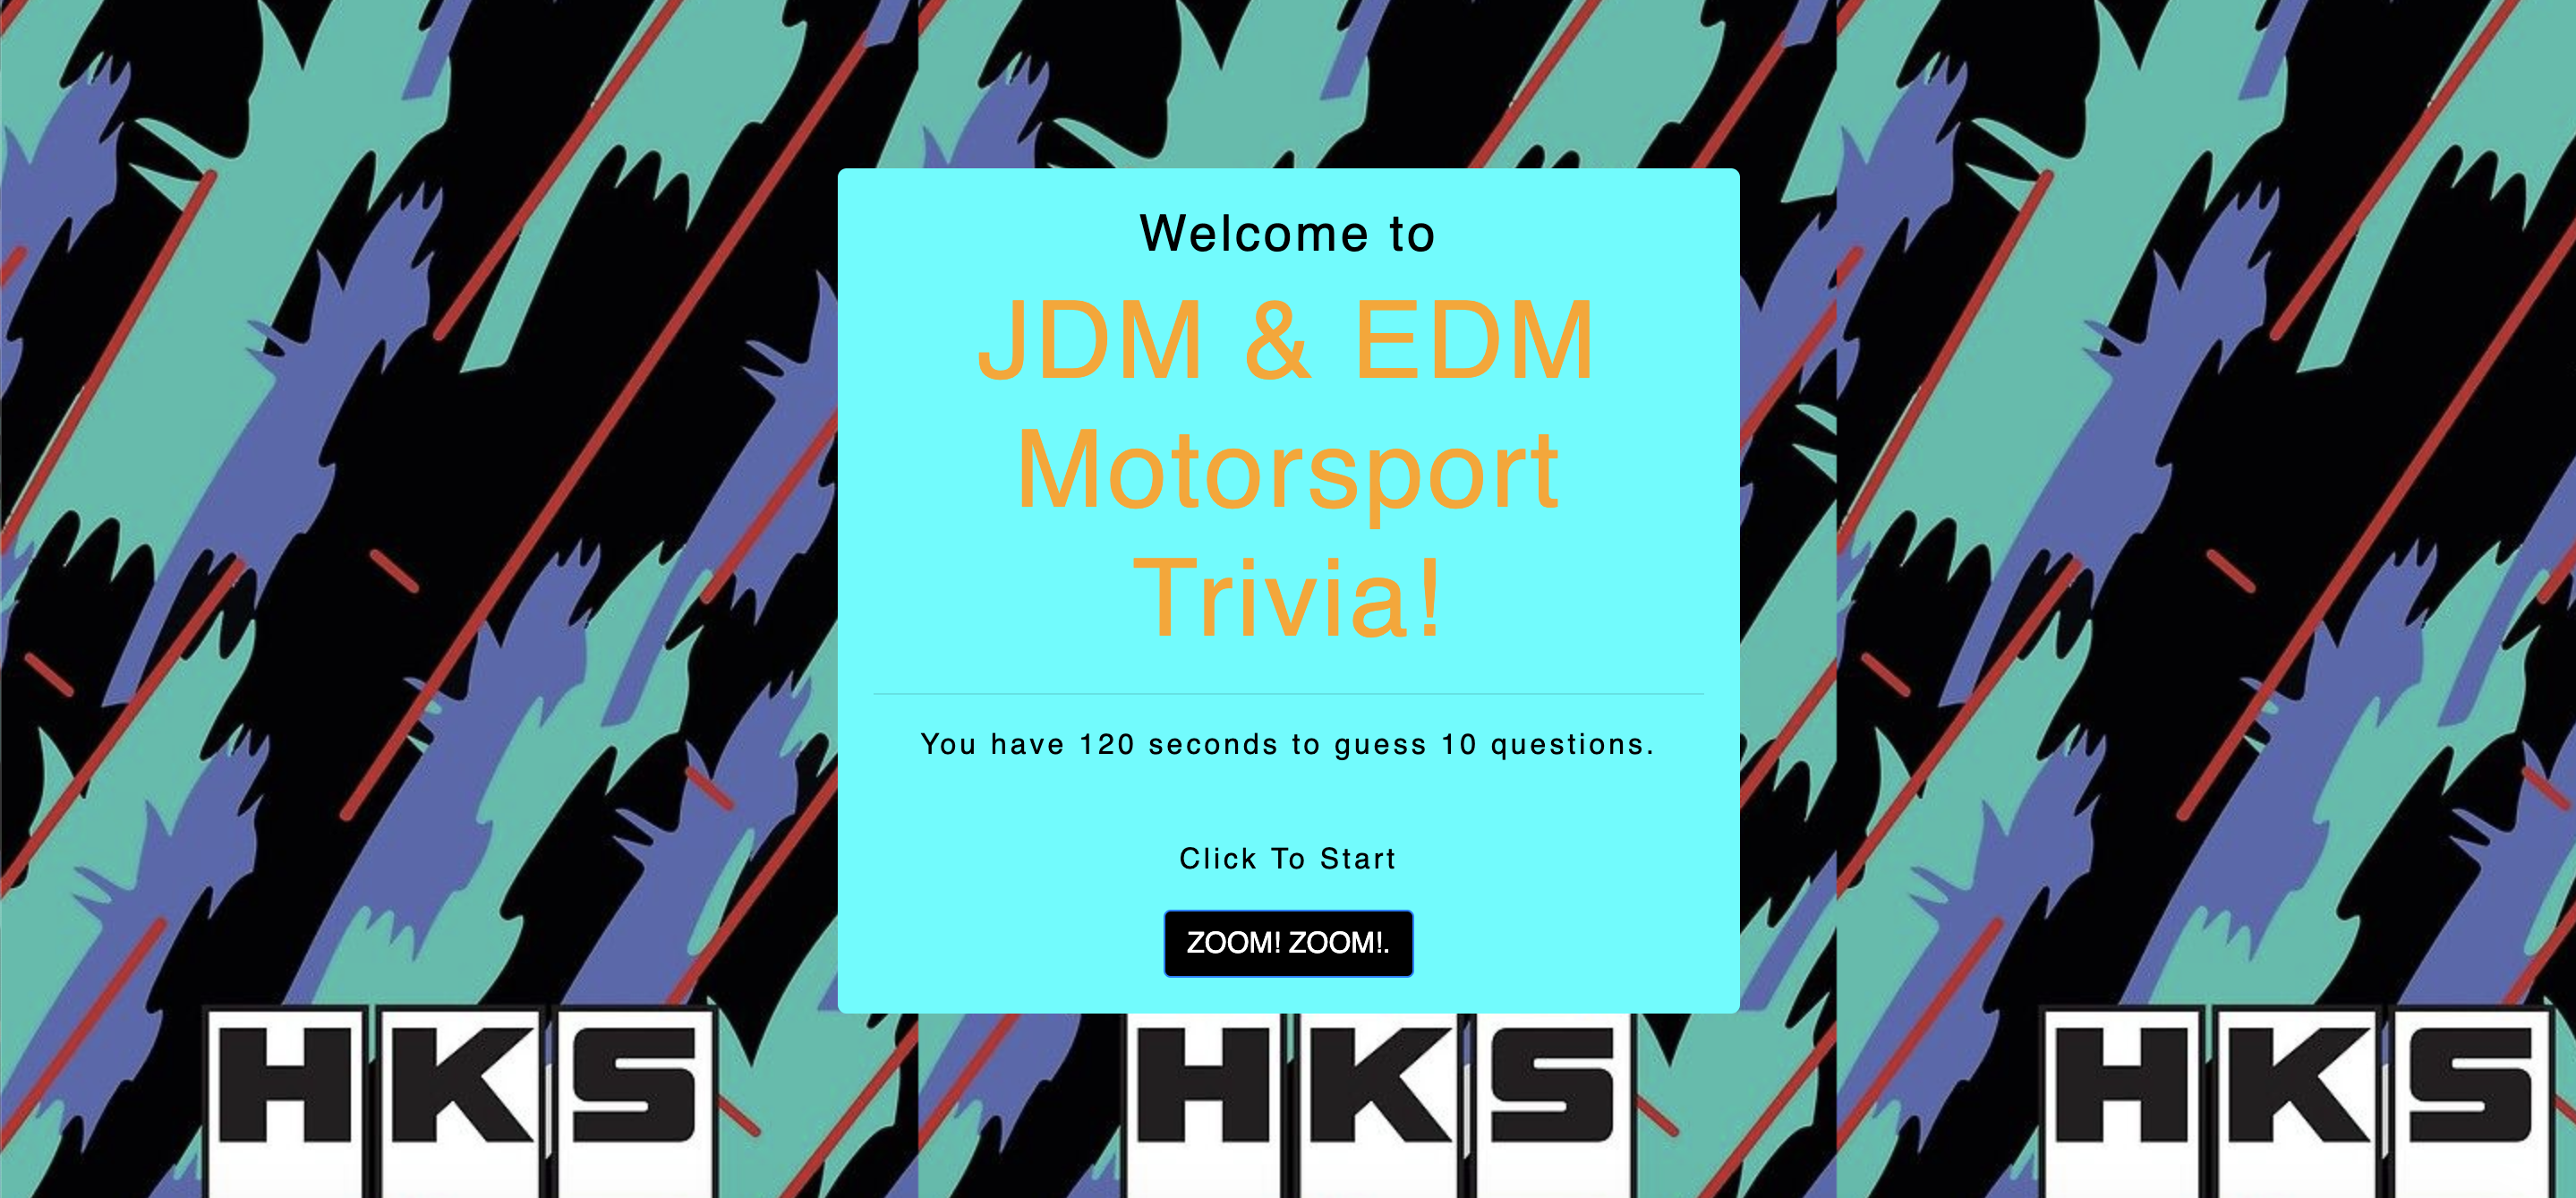 Welcome to
JDM & EDM
Motorsport
Trivia!
You have 120 seconds to guess 10 questions.
Click To Start
ZOOM! ZOOM!.
HKS
HKS
HKS